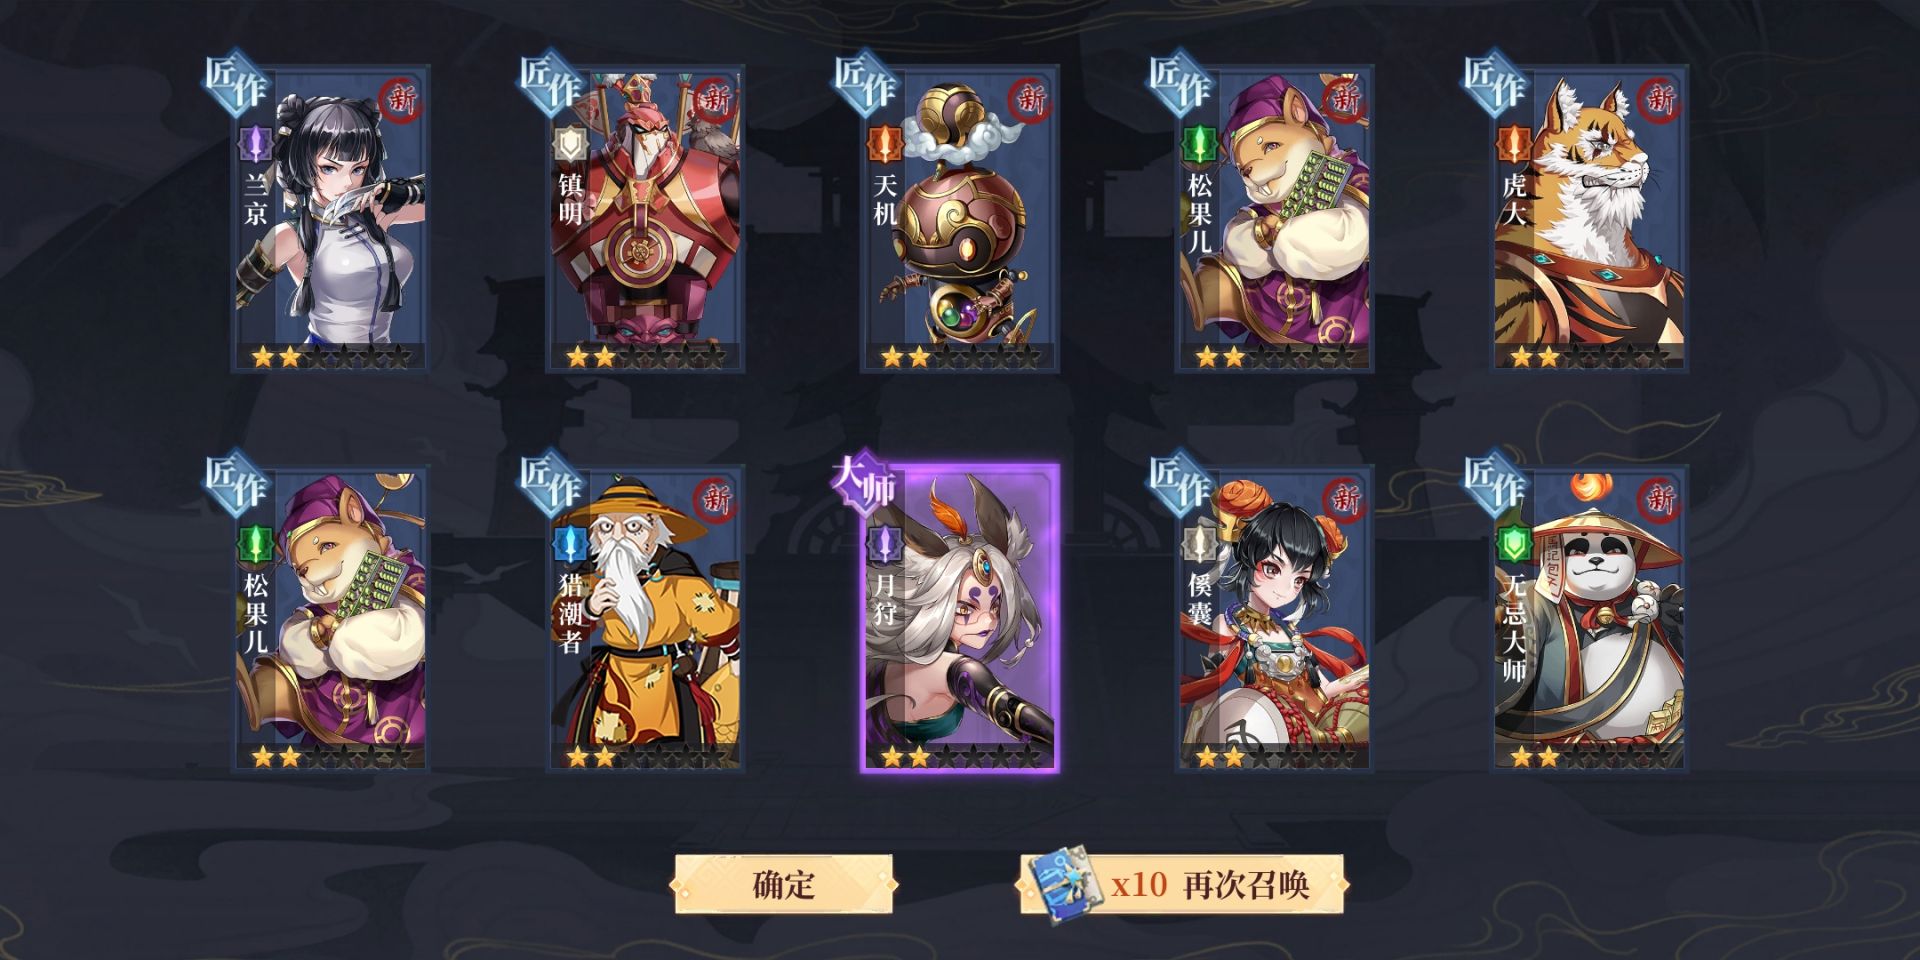 匠作
新
兰京
匠作
新
镇明
匠作
新
天机
匠作
新
松果儿
匠作
新
虎大
匠作
松果儿
匠作
新
猎潮者
大师
月狩
匠作
新
傒囊
匠作
新
无忌大师
确定
x10 再次召唤